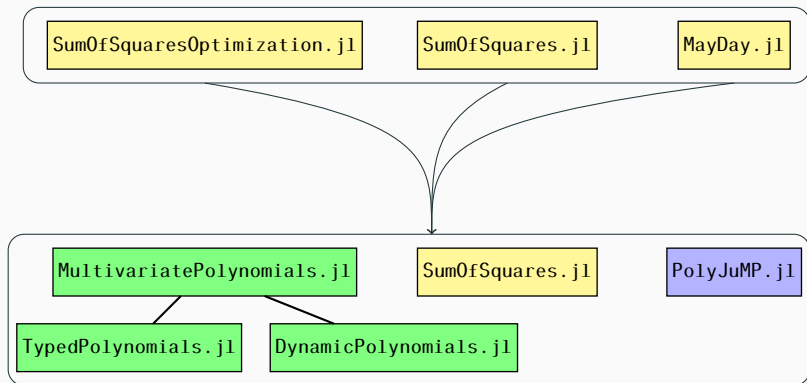 SumOfSquaresOptimization.jl SumOfSquares.jl MayDay.jl
MultivariatePolynomials.jl SumOfSquares.jl PolyJuMP.jl
TypedPolynomials.jl DynamicPolynomials.jl